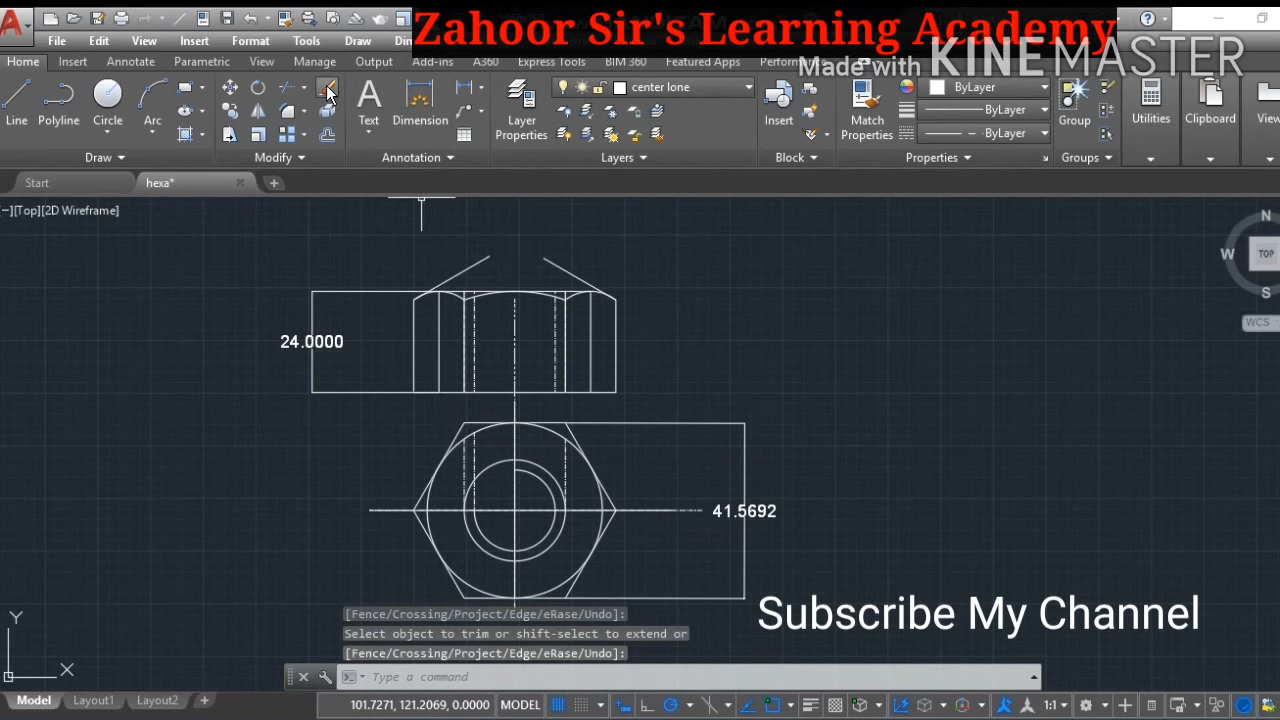 Zahoor Sir's Learning Academy
Made with KINEMASTER
File Edit View Insert Format Tools Draw
Home Insert Annotate Parametric View Manage Output Add-ins A360 Express Tools BIM 360 Featured Apps
Line Polyline Circle Arc Text Dimension Layer Properties center lone Insert Match Properties ByLayer ByLayer ByLayer Group Utilities Clipboard
Draw Modify Annotation Layers Block Properties Groups
Start hexa*
[−][Top][2D Wireframe]
N
W TOP
S
WCS
24.0000
41.5692
Subscribe My Channel
[Fence/Crossing/Project/Edge/eRase/Undo]:
Select object to trim or shift-select to extend or
[Fence/Crossing/Project/Edge/eRase/Undo]:
Y
X
Type a command
Model Layout1 Layout2 +
101.7271, 121.2069, 0.0000 MODEL 1:1